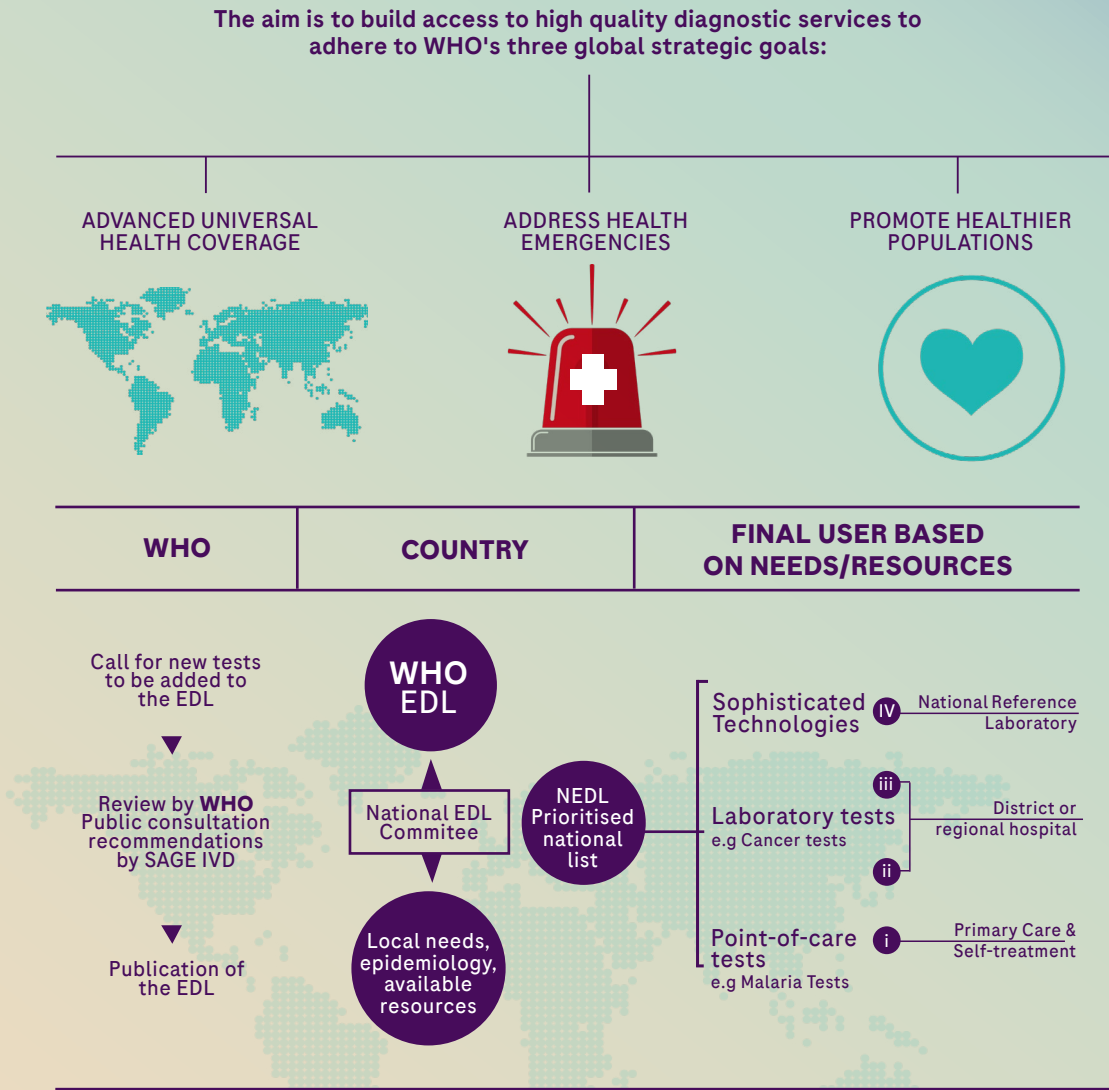 The aim is to build access to high quality diagnostic services to
adhere to WHO's three global strategic goals:
ADVANCED UNIVERSAL
HEALTH COVERAGE
ADDRESS HEALTH
EMERGENCIES
PROMOTE HEALTHIER
POPULATIONS
WHO
COUNTRY
FINAL USER BASED
ON NEEDS/RESOURCES
Call for new tests
to be added to
the EDL
Review by WHO
Public consultation
recommendations
by SAGE IVD
Publication of
the EDL
WHO
EDL
National EDL
Commitee
Local needs,
epidemiology,
available
resources
NEDL
Prioritised
national
list
Sophisticated
Technologies
IV
National Reference
Laboratory
Laboratory tests
e.g Cancer tests
iii
ii
District or
regional hospital
Point-of-care
tests
e.g Malaria Tests
i
Primary Care &
Self-treatment